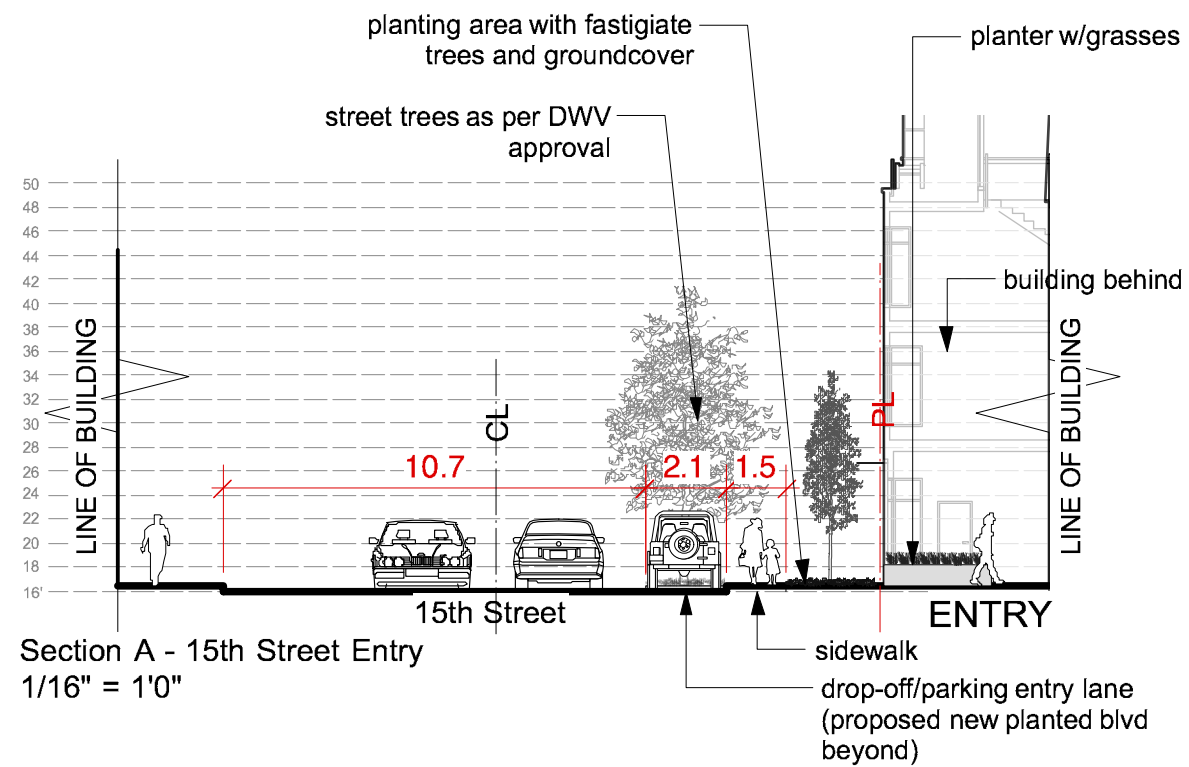 planting area with fastigiate
trees and groundcover
planter w/grasses
street trees as per DWV
approval
50
48
46
44
42
40
38
36
34
32
30
28
26
24
22
20
18
16'
building behind
LINE OF BUILDING
CL
PL
LINE OF BUILDING
10.7
2.1
1.5
15th Street
ENTRY
Section A - 15th Street Entry
1/16" = 1'0"
sidewalk
drop-off/parking entry lane
(proposed new planted blvd
beyond)